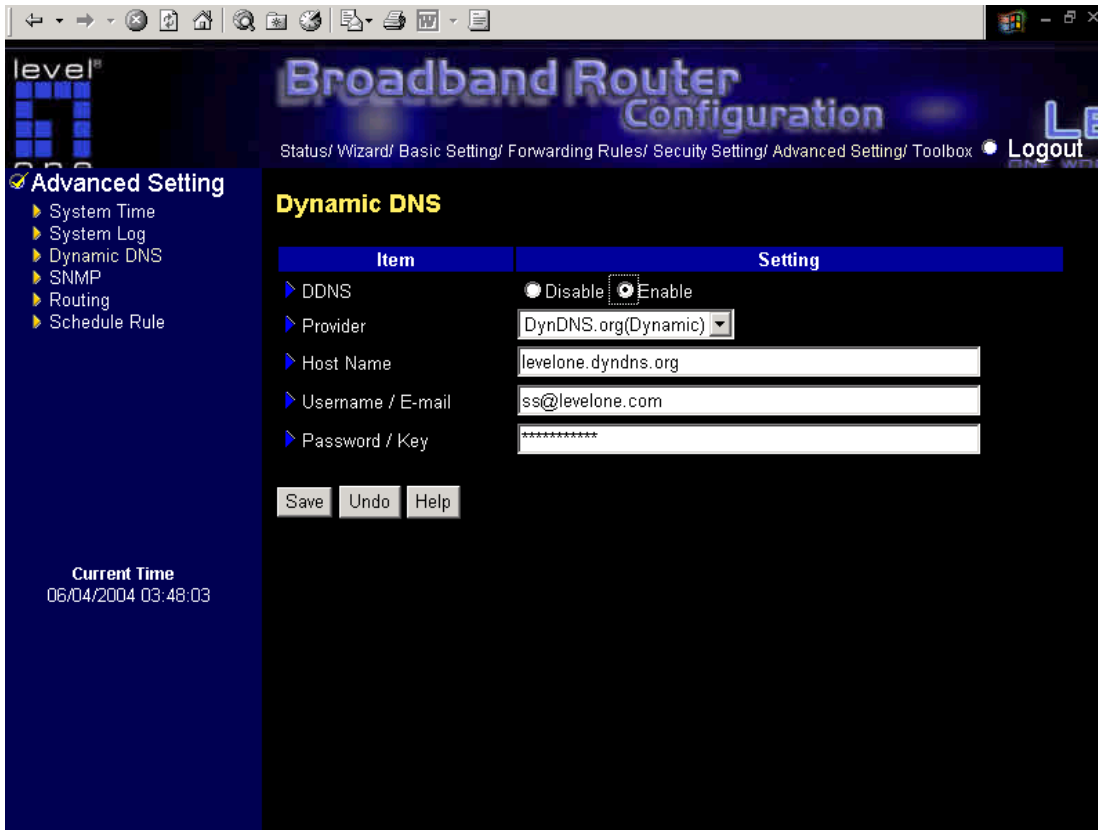 level®
one
Broadband Router
Configuration
Status/ Wizard/ Basic Setting/ Forwarding Rules/ Secuity Setting/ Advanced Setting/ Toolbox
Logout
Advanced Setting
System Time
System Log
Dynamic DNS
SNMP
Routing
Schedule Rule
Current Time
06/04/2004 03:48:03
Dynamic DNS
Item Setting
DDNS Disable Enable
Provider DynDNS.org(Dynamic)
Host Name levelone.dyndns.org
Username / E-mail ss@levelone.com
Password / Key ***********
Save Undo Help